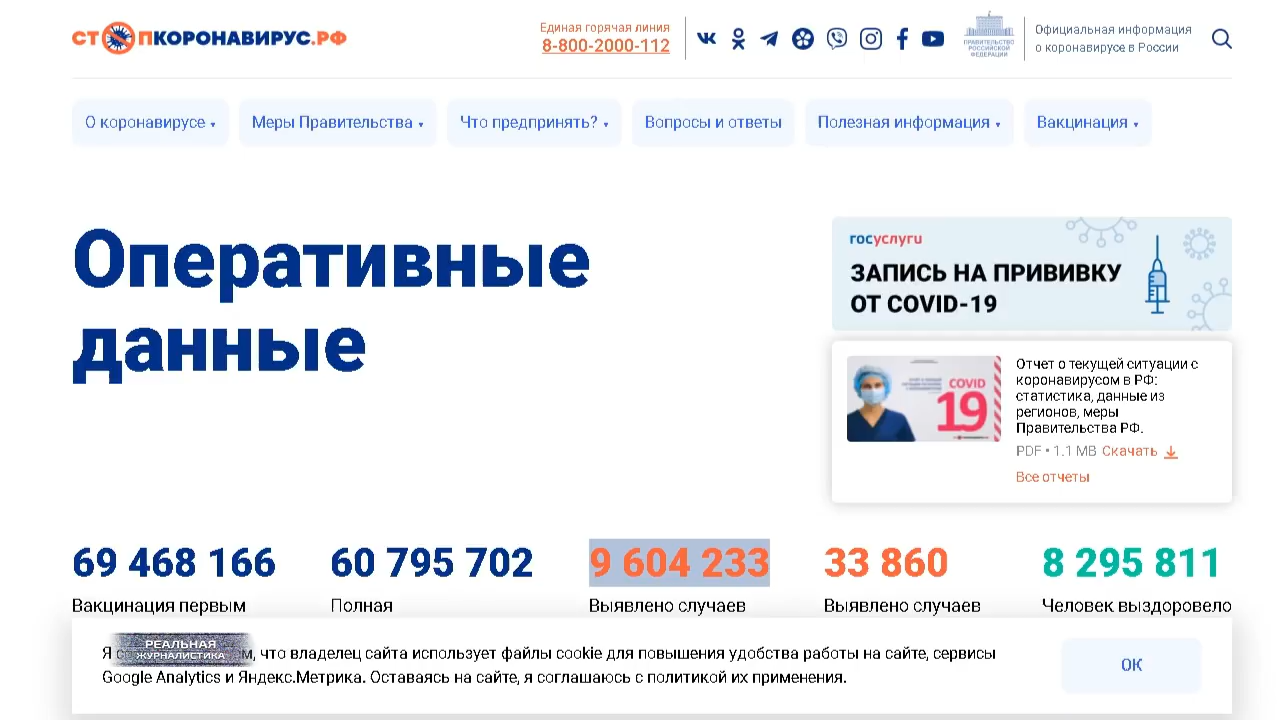 СТОПКОРОНАВИРУС.РФ
Единая горячая линия
8-800-2000-112
ПРАВИТЕЛЬСТВО
РОССИЙСКОЙ
ФЕДЕРАЦИИ
Официальная информация
о коронавирусе в России
О коронавирусе
Меры Правительства
Что предпринять?
Вопросы и ответы
Полезная информация
Вакцинация
Оперативные
данные
госуслуги
ЗАПИСЬ НА ПРИВИВКУ
ОТ COVID-19
COVID
19
Отчет о текущей ситуации с
коронавирусом в РФ:
статистика, данные из
регионов, меры
Правительства РФ.
PDF • 1.1 MB Скачать
Все отчеты
69 468 166
60 795 702
9 604 233
33 860
8 295 811
Вакцинация первым
Полная
Выявлено случаев
Выявлено случаев
Человек выздоровело
РЕАЛЬНАЯ
ЖУРНАЛИСТИКА
Я что владелец сайта использует файлы cookie для повышения удобства работы на сайте, сервисы
Google Analytics и Яндекс.Метрика. Оставаясь на сайте, я соглашаюсь с политикой их применения.
ОК